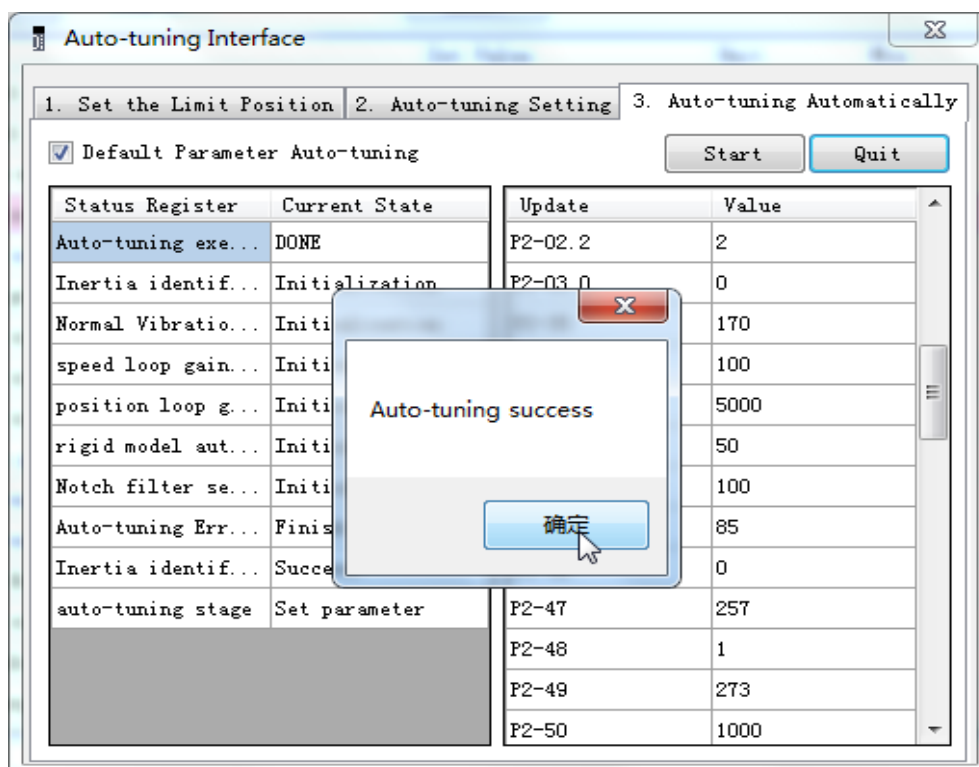 Auto-tuning Interface
1. Set the Limit Position 2. Auto-tuning Setting 3. Auto-tuning Automatically
Default Parameter Auto-tuning Start Quit
Status Register Current State Update Value
Auto-tuning exe... DONE P2-02.2 2
Inertia identif... Initialization P2-03.0 0
Normal Vibratio... Initi 170
speed loop gain... Initi 100
position loop g... Initi 5000
rigid model aut... Initi 50
Notch filter se... Initi 100
Auto-tuning Err... Finis 85
Inertia identif... Succe 0
auto-tuning stage Set parameter P2-47 257
P2-48 1
P2-49 273
P2-50 1000
Auto-tuning success
确定